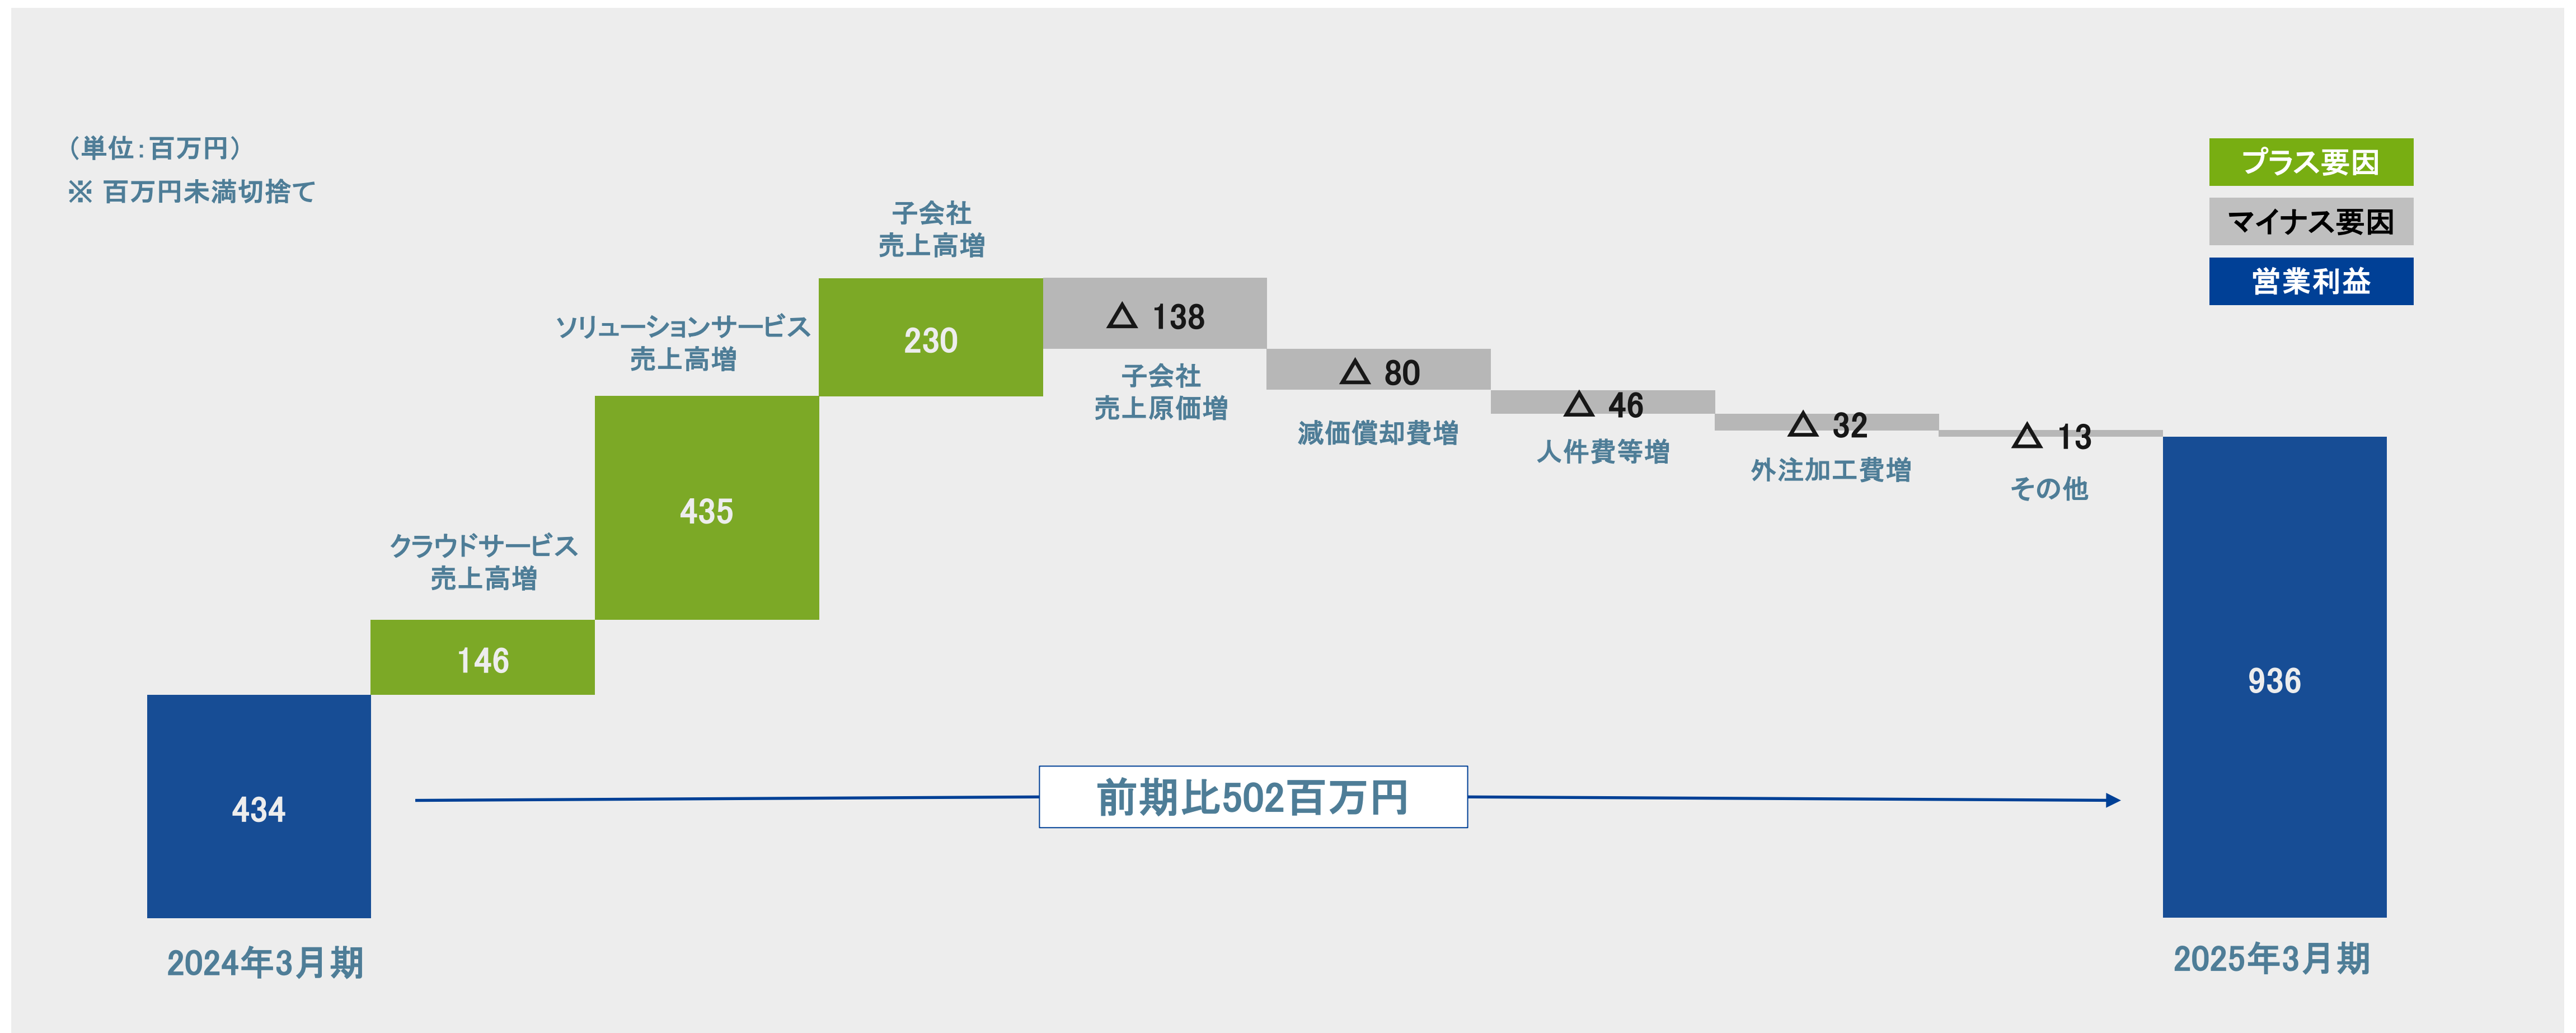 （単位：百万円）
※ 百万円未満切捨て
プラス要因
マイナス要因
営業利益
子会社
売上高増
ソリューションサービス
売上高増
クラウドサービス
売上高増
434
146
435
230
△ 138
子会社
売上原価増
△ 80
減価償却費増
△ 46
人件費等増
△ 32
外注加工費増
△ 13
その他
936
前期比502百万円
2024年3月期
2025年3月期